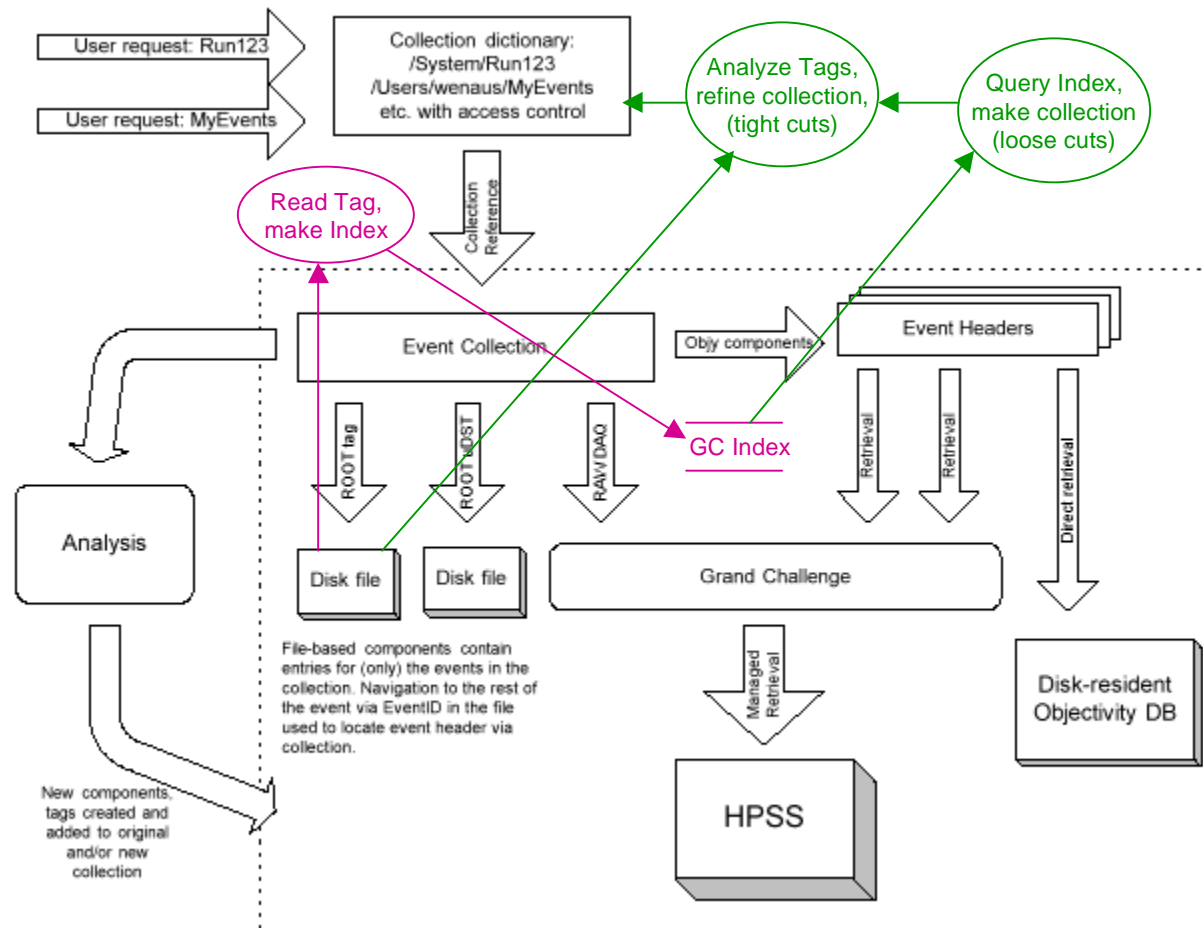 User request: Run123
User request: MyEvents
Collection dictionary:
/System/Run123
/Users/wenaus/MyEvents
etc. with access control
Analyze Tags,
refine collection,
(tight cuts)
Query Index,
make collection
(loose cuts)
Read Tag,
make Index
Collection
Reference
Event Collection
Objy components
Event Headers
ROOT tag
ROOT uDST
RAW DAQ
GC Index
Retrieval
Retrieval
Direct retrieval
Analysis
Disk file
Disk file
Grand Challenge
File-based components contain
entries for (only) the events in the
collection. Navigation to the rest of
the event via EventID in the file
used to locate event header via
collection.
Managed
Retrieval
Disk-resident
Objectivity DB
HPSS
New components,
tags created and
added to original
and/or new
collection